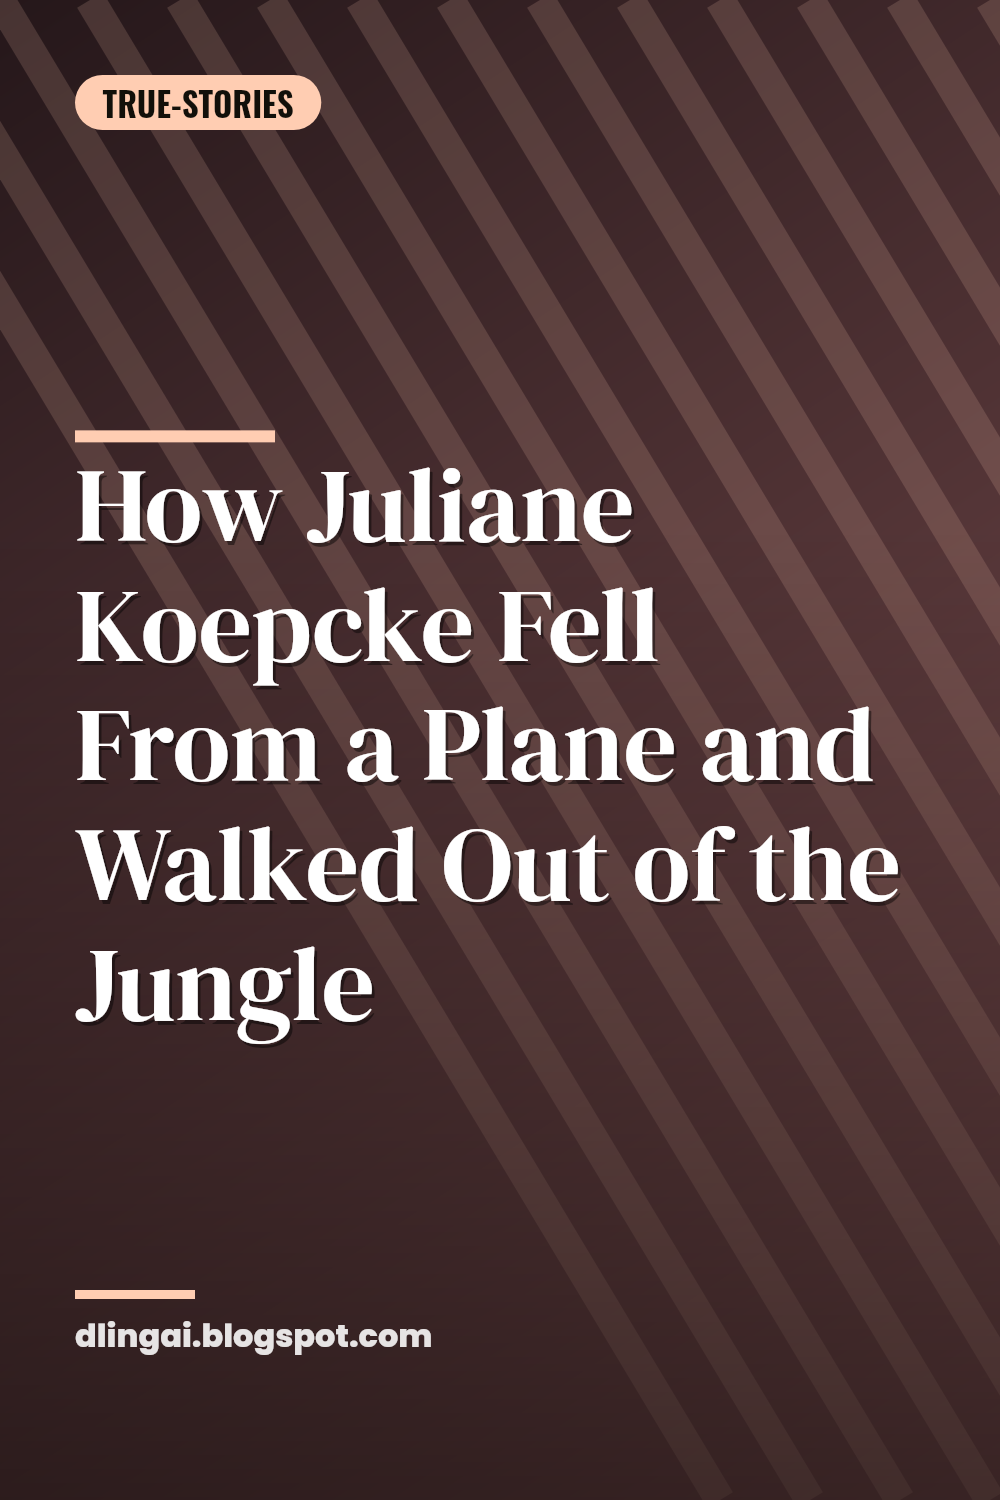 TRUE-STORIES
How Juliane
Koepcke Fell
From a Plane and
Walked Out of the
Jungle
dlingai.blogspot.com